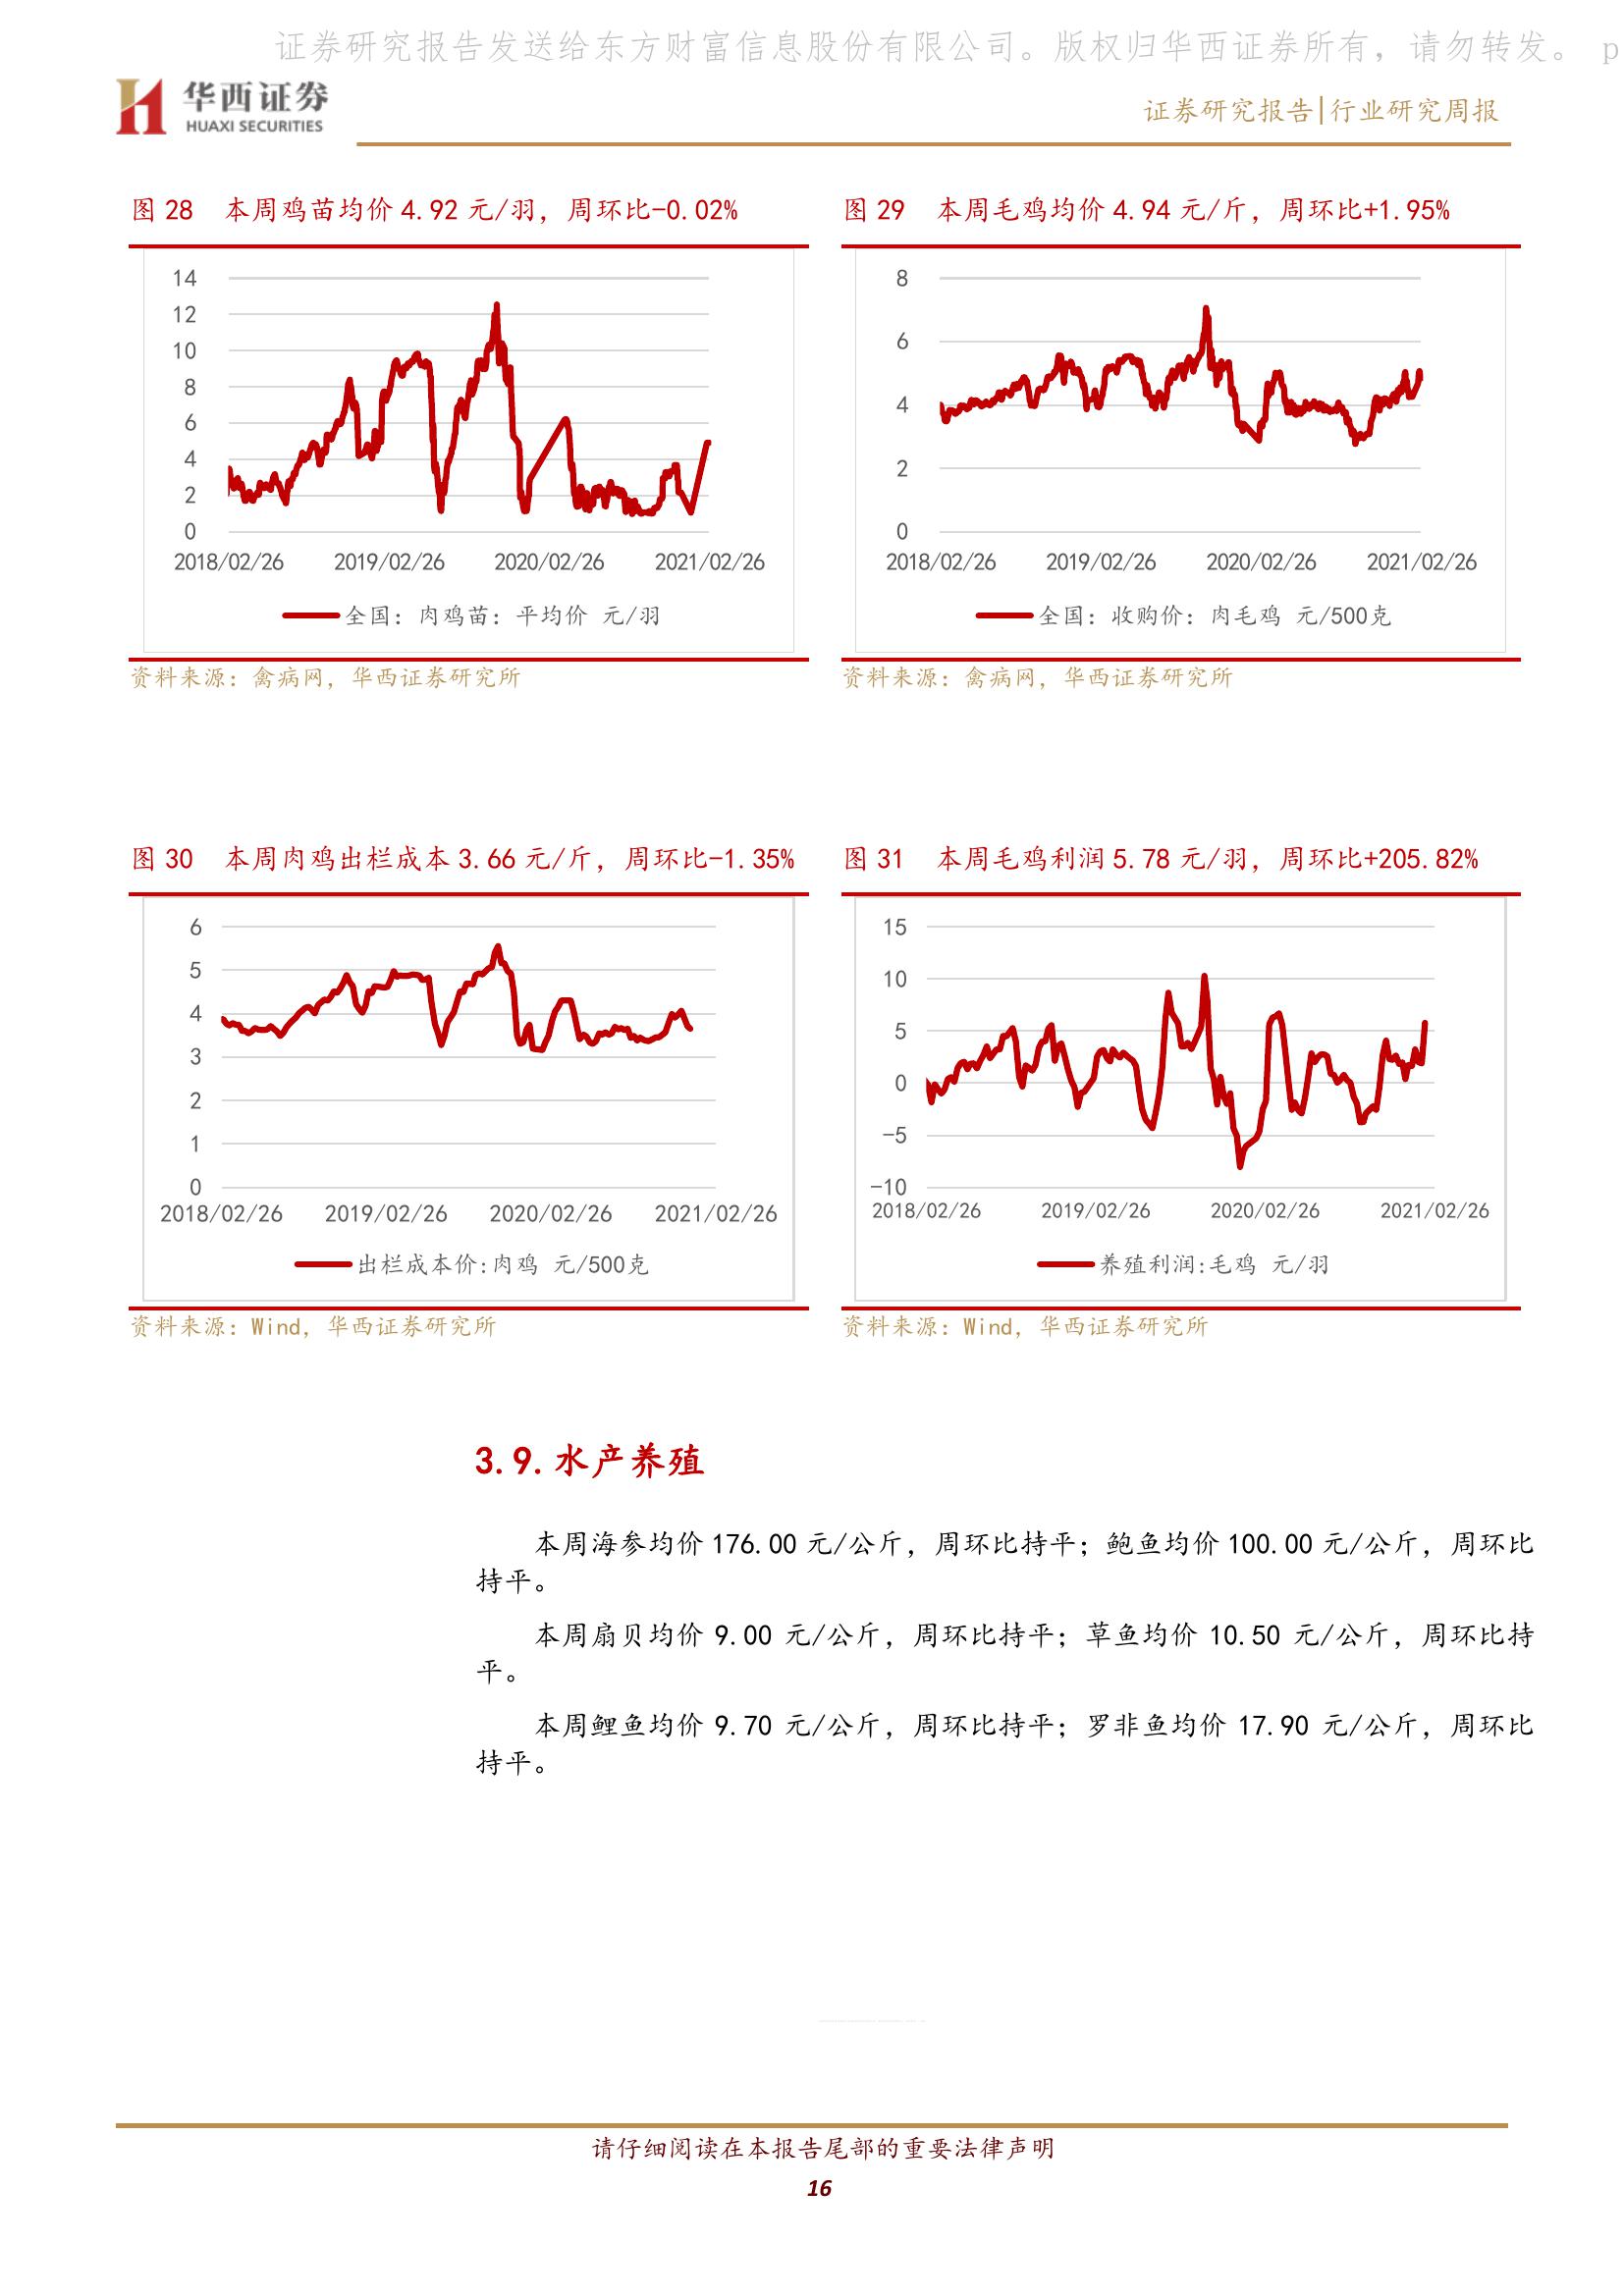 证券研究报告发送给东方财富信息股份有限公司。版权归华西证券所有，请勿转发。 p
华西证券
HUAXI SECURITIES
证券研究报告|行业研究周报
图 28 本周鸡苗均价 4.92 元/羽，周环比-0.02%
14
12
10
8
6
4
2
0
2018/02/26 2019/02/26 2020/02/26 2021/02/26
全国：肉鸡苗：平均价 元/羽
资料来源：禽病网，华西证券研究所
图 29 本周毛鸡均价 4.94 元/斤，周环比+1.95%
8
6
4
2
0
2018/02/26 2019/02/26 2020/02/26 2021/02/26
全国：收购价：肉毛鸡 元/500克
资料来源：禽病网，华西证券研究所
图 30 本周肉鸡出栏成本 3.66 元/斤，周环比-1.35%
6
5
4
3
2
1
0
2018/02/26 2019/02/26 2020/02/26 2021/02/26
出栏成本价:肉鸡 元/500克
资料来源：Wind，华西证券研究所
图 31 本周毛鸡利润 5.78 元/羽，周环比+205.82%
15
10
5
0
-5
-10
2018/02/26 2019/02/26 2020/02/26 2021/02/26
养殖利润:毛鸡 元/羽
资料来源：Wind，华西证券研究所
3.9.水产养殖
本周海参均价 176.00 元/公斤，周环比持平；鲍鱼均价 100.00 元/公斤，周环比
持平。
本周扇贝均价 9.00 元/公斤，周环比持平；草鱼均价 10.50 元/公斤，周环比持
平。
本周鲤鱼均价 9.70 元/公斤，周环比持平；罗非鱼均价 17.90 元/公斤，周环比
持平。
请仔细阅读在本报告尾部的重要法律声明
16